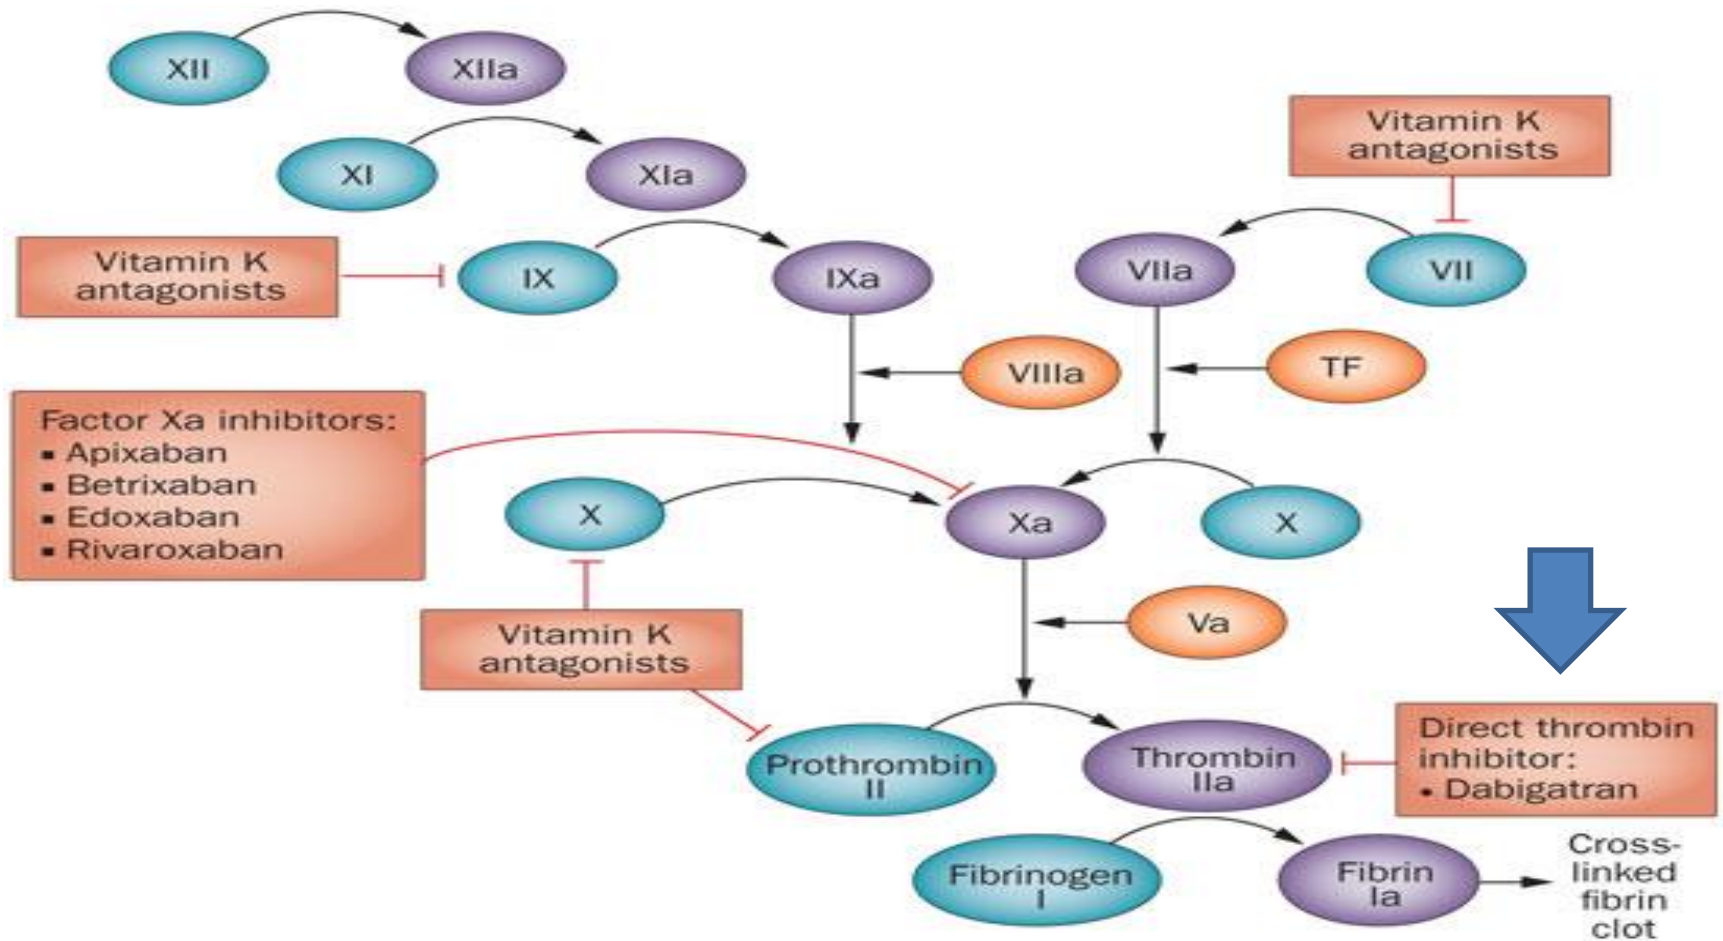 XII
XIIa
XI
XIa
Vitamin K
antagonists
Vitamin K
antagonists
IX
IXa
VIIa
VII
VIIIa
TF
Factor Xa inhibitors:
▪ Apixaban
▪ Betrixaban
▪ Edoxaban
▪ Rivaroxaban
X
Xa
X
Vitamin K
antagonists
Va
Prothrombin
II
Thrombin
IIa
Direct thrombin
inhibitor:
• Dabigatran
Fibrinogen
I
Fibrin
Ia
Cross-
linked
fibrin
clot